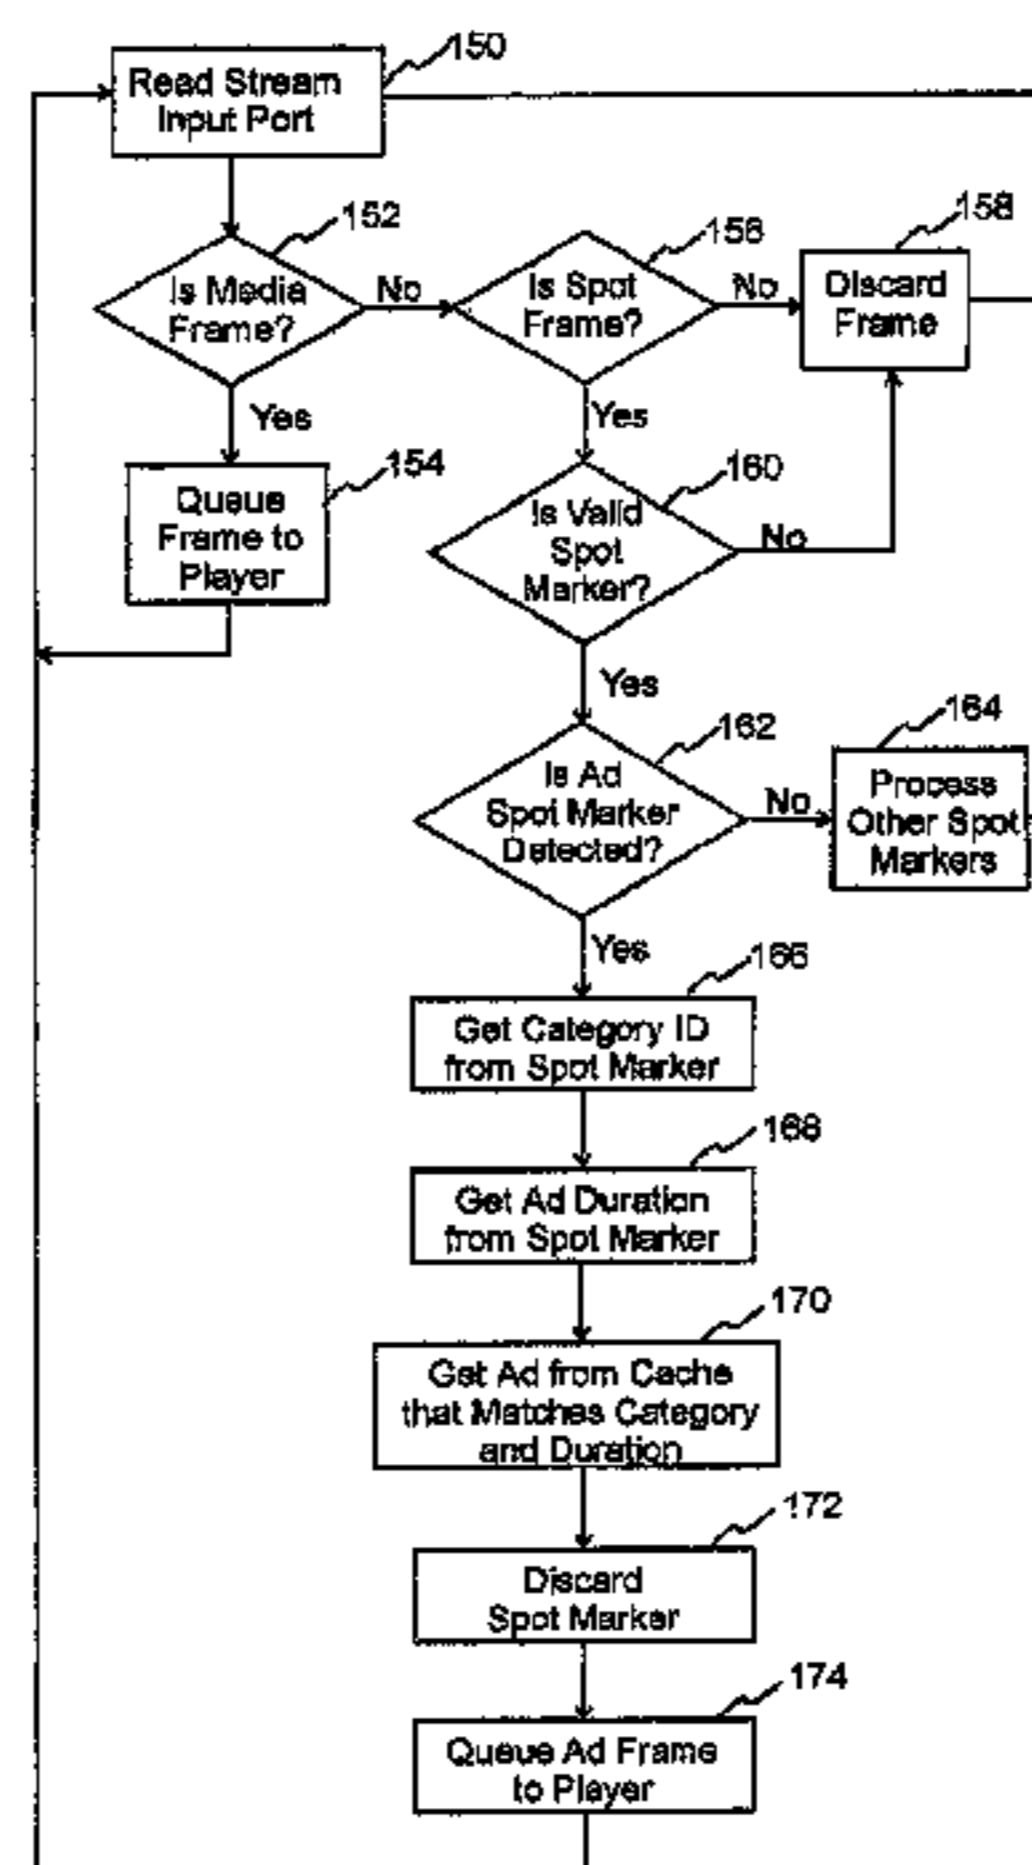 150
Read Stream
Input Port
152
Is Media
Frame?
No
156
Is Spot
Frame?
No
158
Discard
Frame
Yes
Yes
154
Queue
Frame to
Player
160
Is Valid
Spot
Marker?
No
Yes
162
Is Ad
Spot Marker
Detected?
No
164
Process
Other Spot
Markers
Yes
166
Get Category ID
from Spot Marker
168
Get Ad Duration
from Spot Marker
170
Get Ad from Cache
that Matches Category
and Duration
172
Discard
Spot Marker
174
Queue Ad Frame
to Player